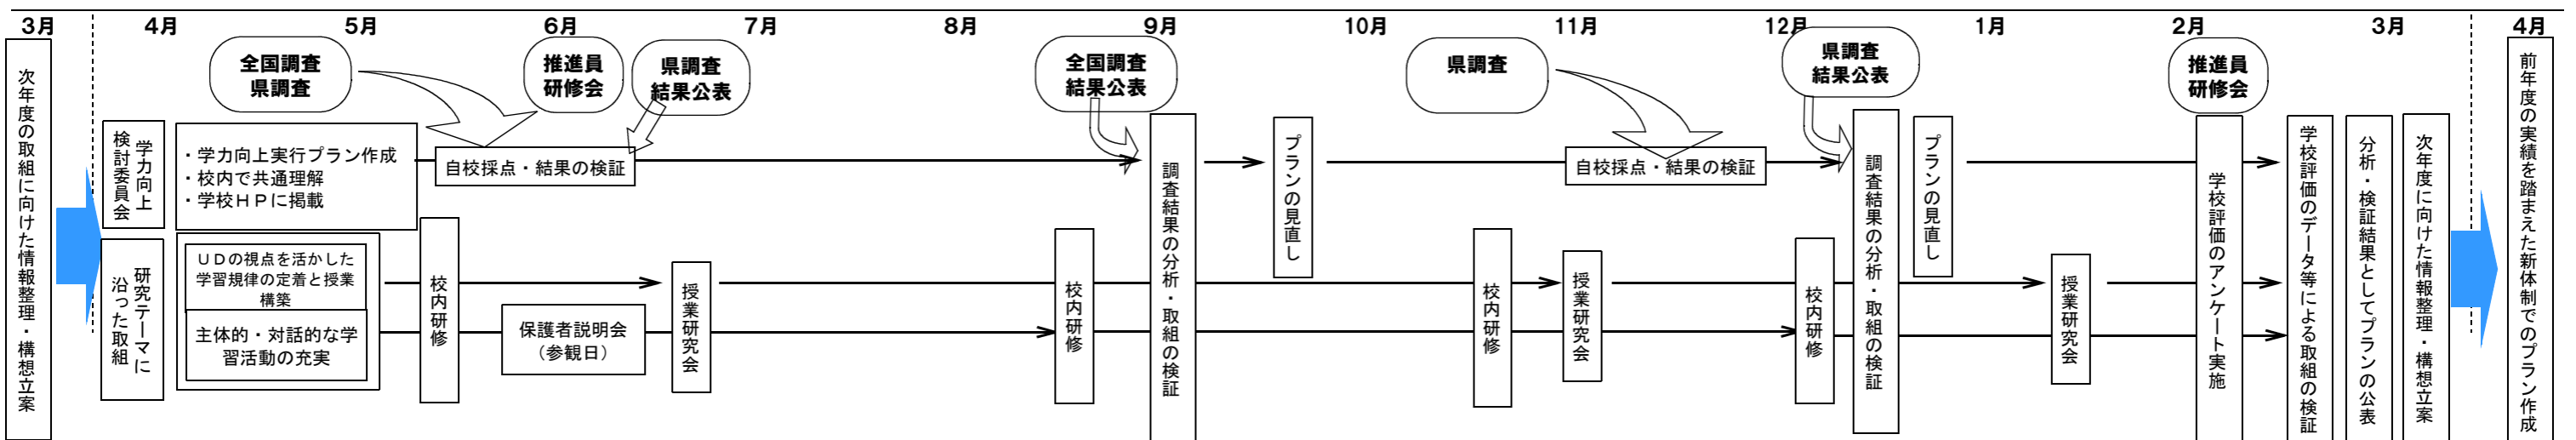 3月
4月
5月
6月
7月
8月
9月
10月
11月
12月
1月
2月
3月
4月
全国調査
県調査
推進員
研修会
県調査
結果公表
全国調査
結果公表
県調査
県調査
結果公表
推進員
研修会
次年度の取組に向けた情報整理・構想立案
学力向上
検討委員会
・学力向上実行プラン作成
・校内で共通理解
・学校HPに掲載
自校採点・結果の検証
調査結果の分析・取組の検証
プランの見直し
自校採点・結果の検証
調査結果の分析・取組の検証
プランの見直し
学校評価のアンケート実施
学校評価のデータ等による取組の検証
分析・検証結果としてプランの公表
次年度に向けた情報整理・構想立案
前年度の実績を踏まえた新体制でのプラン作成
研究テーマに
沿った取組
UDの視点を活かした
学習規律の定着と授業
構築
主体的・対話的な学
習活動の充実
校内研修
保護者説明会
(参観日)
授業研究会
校内研修
校内研修
授業研究会
校内研修
授業研究会